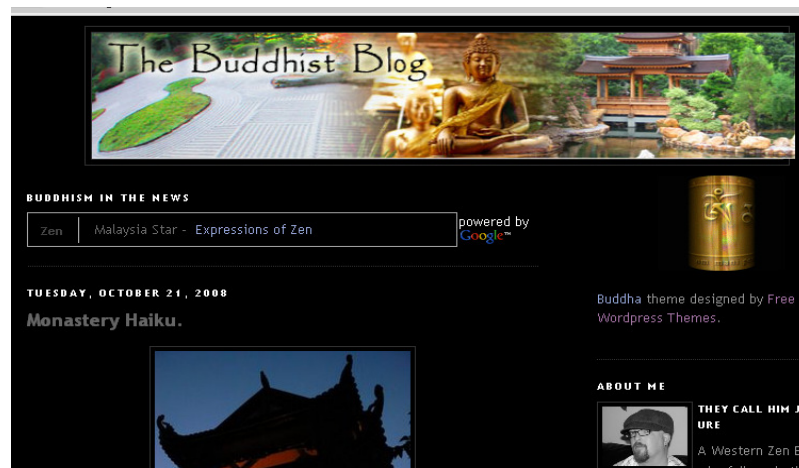 The Buddhist Blog
BUDDHISM IN THE NEWS
Zen
Malaysia Star - Expressions of Zen
powered by
Google™
TUESDAY, OCTOBER 21, 2008
Monastery Haiku.
Buddha theme designed by Free
Wordpress Themes.
ABOUT ME
THEY CALL HIM J
URE
A Western Zen